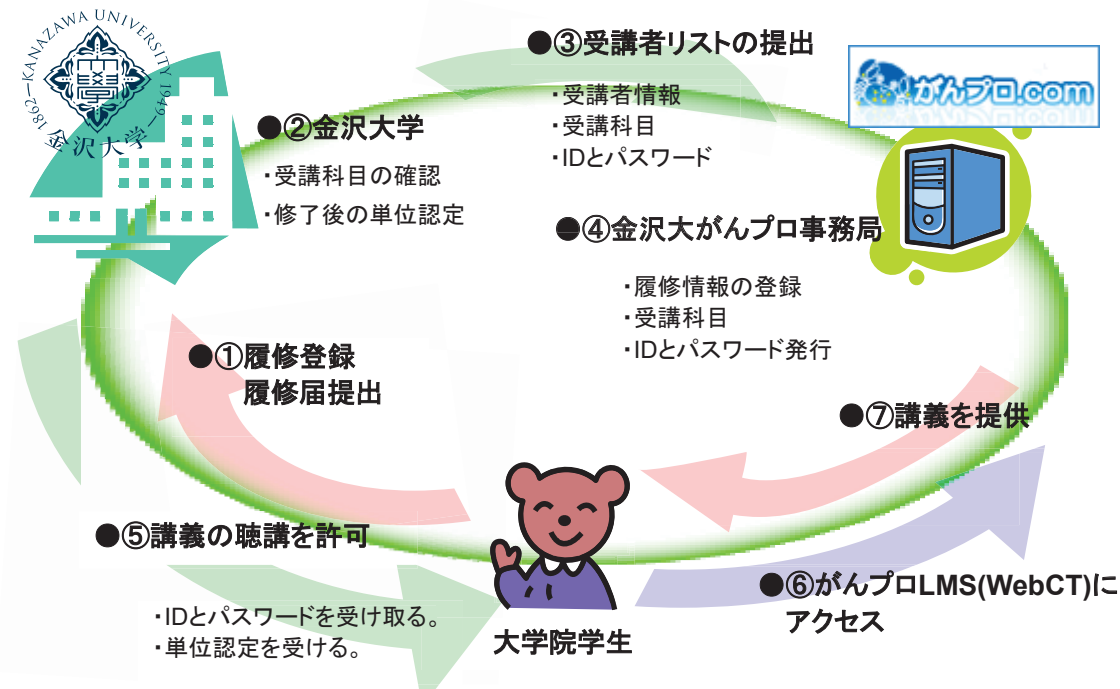 KANAZAWA UNIVERSITY
1862
1949
金沢大学
●③受講者リストの提出
・受講者情報
・受講科目
・IDとパスワード
がんプロ.com
●②金沢大学
・受講科目の確認
・修了後の単位認定
●④金沢大がんプロ事務局
・履修情報の登録
・受講科目
・IDとパスワード発行
●①履修登録
履修届提出
●⑦講義を提供
●⑤講義の聴講を許可
・IDとパスワードを受け取る。
・単位認定を受ける。
大学院学生
●⑥がんプロLMS(WebCT)に
アクセス